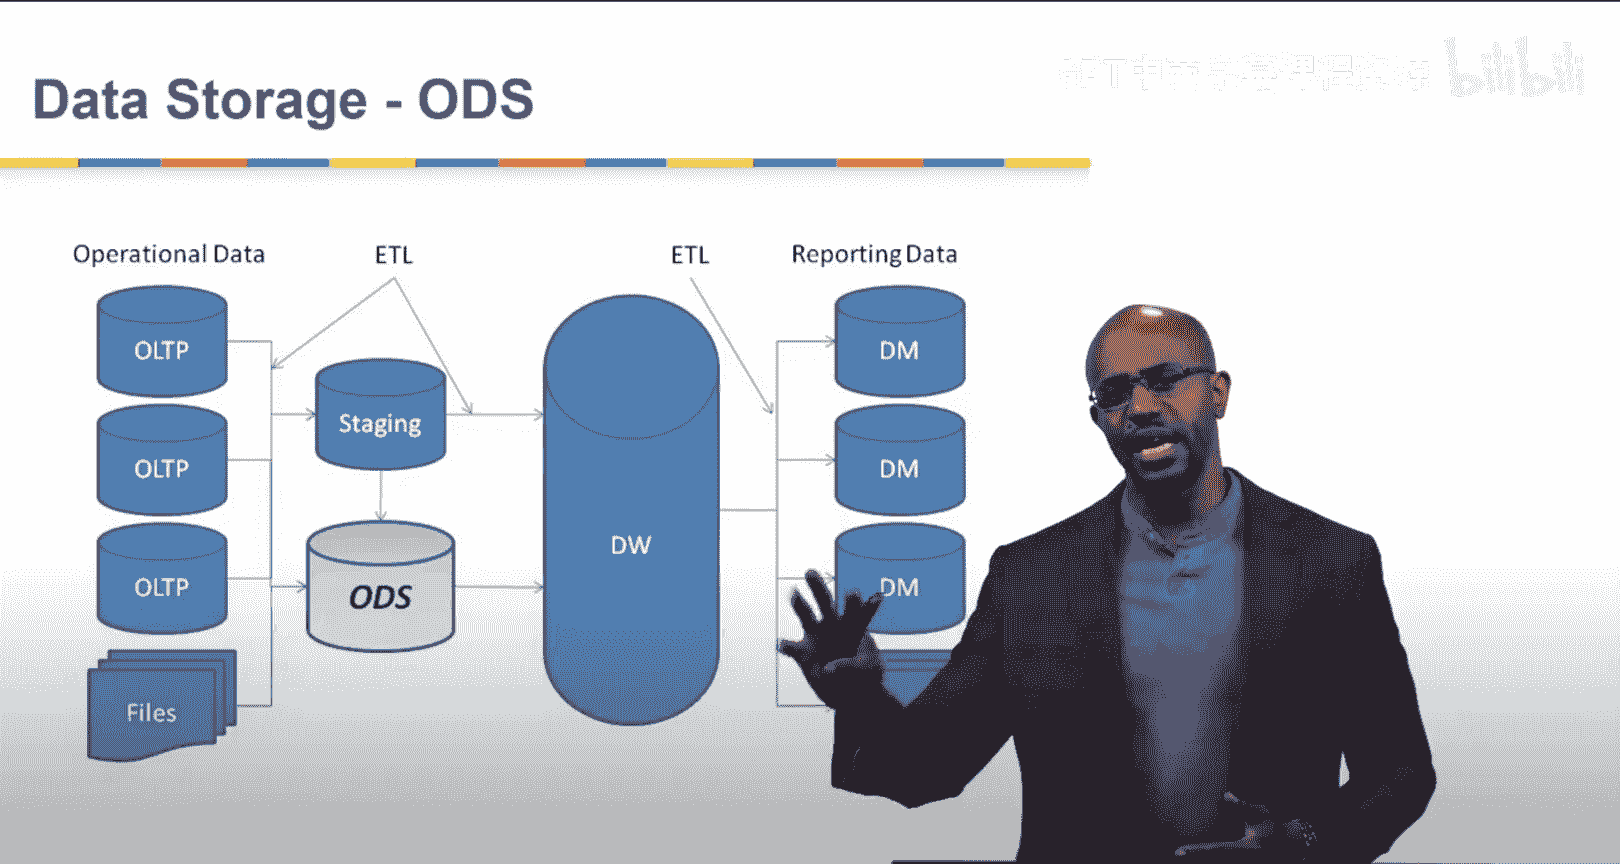 Data Storage - ODS
bilibili
Operational Data
ETL
ETL
Reporting Data
OLTP
DM
Staging
OLTP
DM
DW
OLTP
ODS
DM
Files